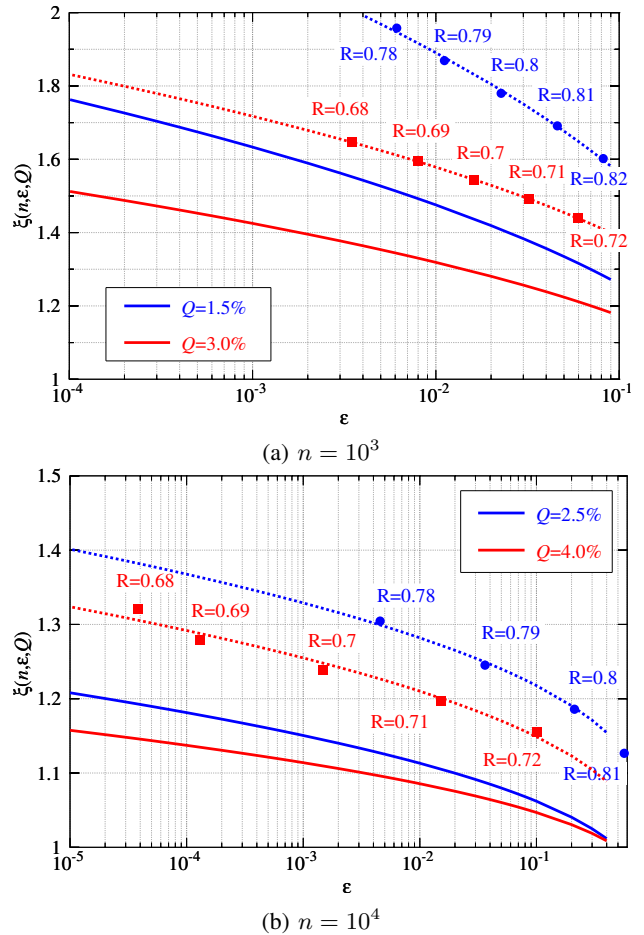 2
1.8
1.6
1.4
1.2
1
ξ(n,ε,Q)
R=0.78
R=0.79
R=0.8
R=0.81
R=0.82
R=0.68
R=0.69
R=0.7
R=0.71
R=0.72
Q=1.5%
Q=3.0%
10⁻⁴ 10⁻³ 10⁻² 10⁻¹
ε
(a) n = 10³
1.5
1.4
1.3
1.2
1.1
1
ξ(n,ε,Q)
Q=2.5%
Q=4.0%
R=0.68
R=0.69
R=0.7
R=0.71
R=0.72
R=0.78
R=0.79
R=0.8
R=0.81
10⁻⁵ 10⁻⁴ 10⁻³ 10⁻² 10⁻¹
ε
(b) n = 10⁴